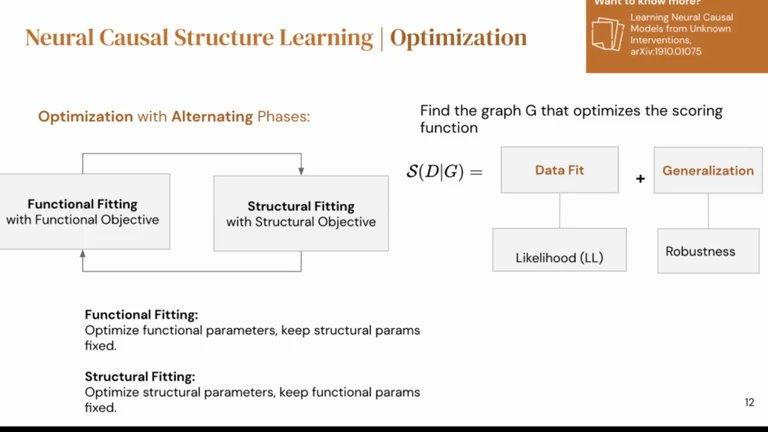 Want to know more?
Learning Neural Causal
Models from Unknown
Interventions,
arXiv:1910.01075
Neural Causal Structure Learning | Optimization
Optimization with Alternating Phases:
Functional Fitting
with Functional Objective
Structural Fitting
with Structural Objective
Functional Fitting:
Optimize functional parameters, keep structural params
fixed.
Structural Fitting:
Optimize structural parameters, keep functional params
fixed.
Find the graph G that optimizes the scoring
function
S(D|G) =
Data Fit
+
Generalization
Likelihood (LL)
Robustness
12